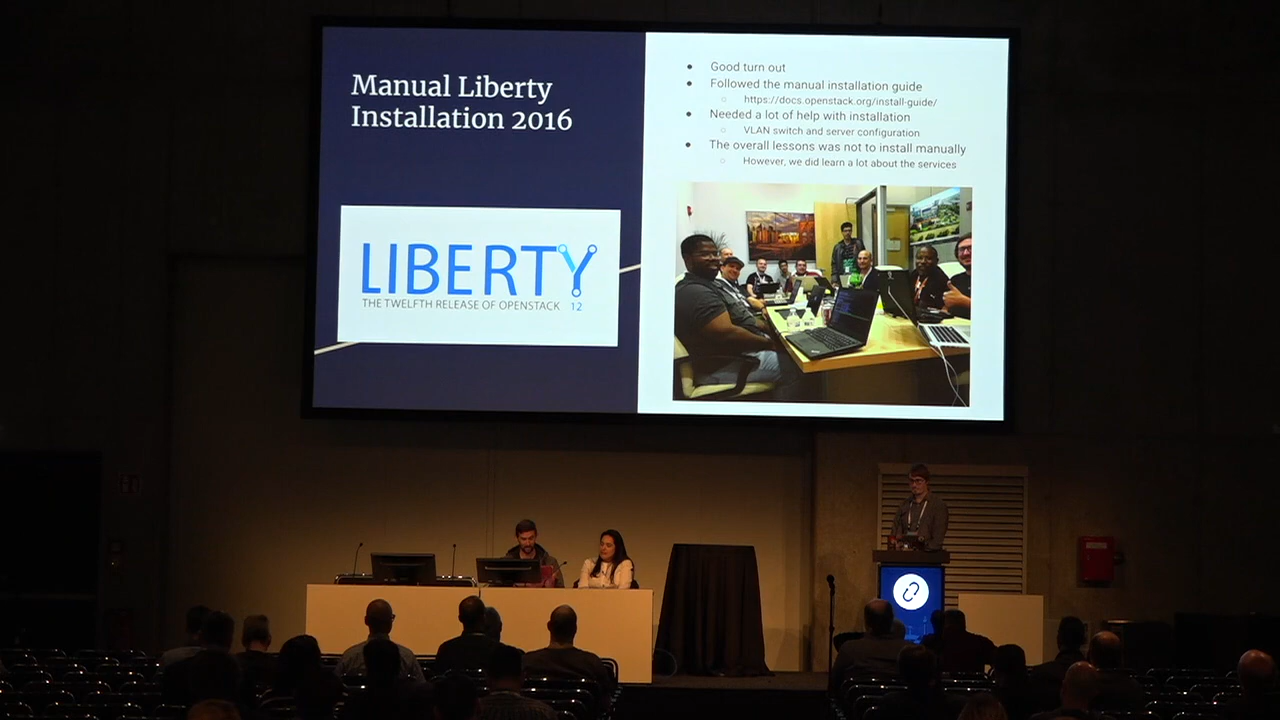 Manual Liberty
Installation 2016
LIBERTY
THE TWELFTH RELEASE OF OPENSTACK 12
Good turn out
Followed the manual installation guide
https://docs.openstack.org/install-guide/
Needed a lot of help with installation
VLAN switch and server configuration
The overall lessons was not to install manually
However, we did learn a lot about the services